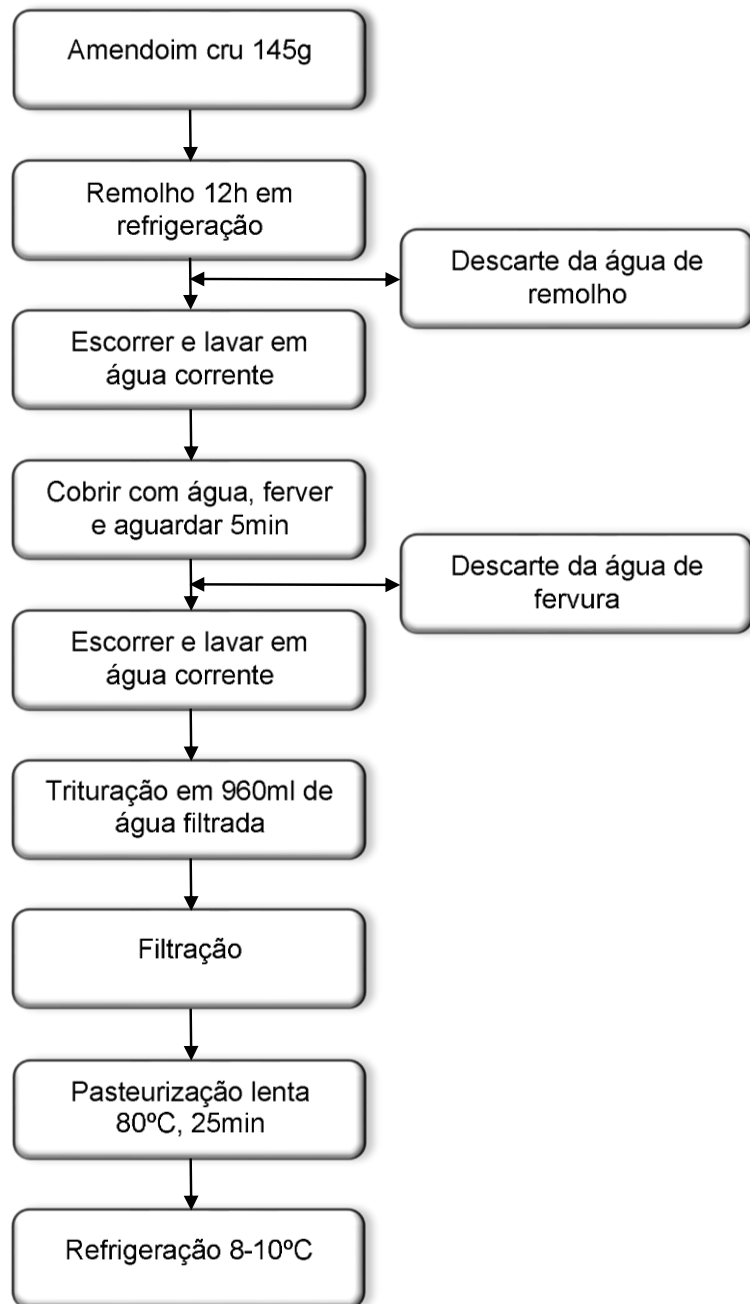 Amendoim cru 145g
Remolho 12h em
refrigeração
Descarte da água de
remolho
Escorrer e lavar em
água corrente
Cobrir com água, ferver
e aguardar 5min
Descarte da água de
fervura
Escorrer e lavar em
água corrente
Trituração em 960ml de
água filtrada
Filtração
Pasteurização lenta
80ºC, 25min
Refrigeração 8-10ºC